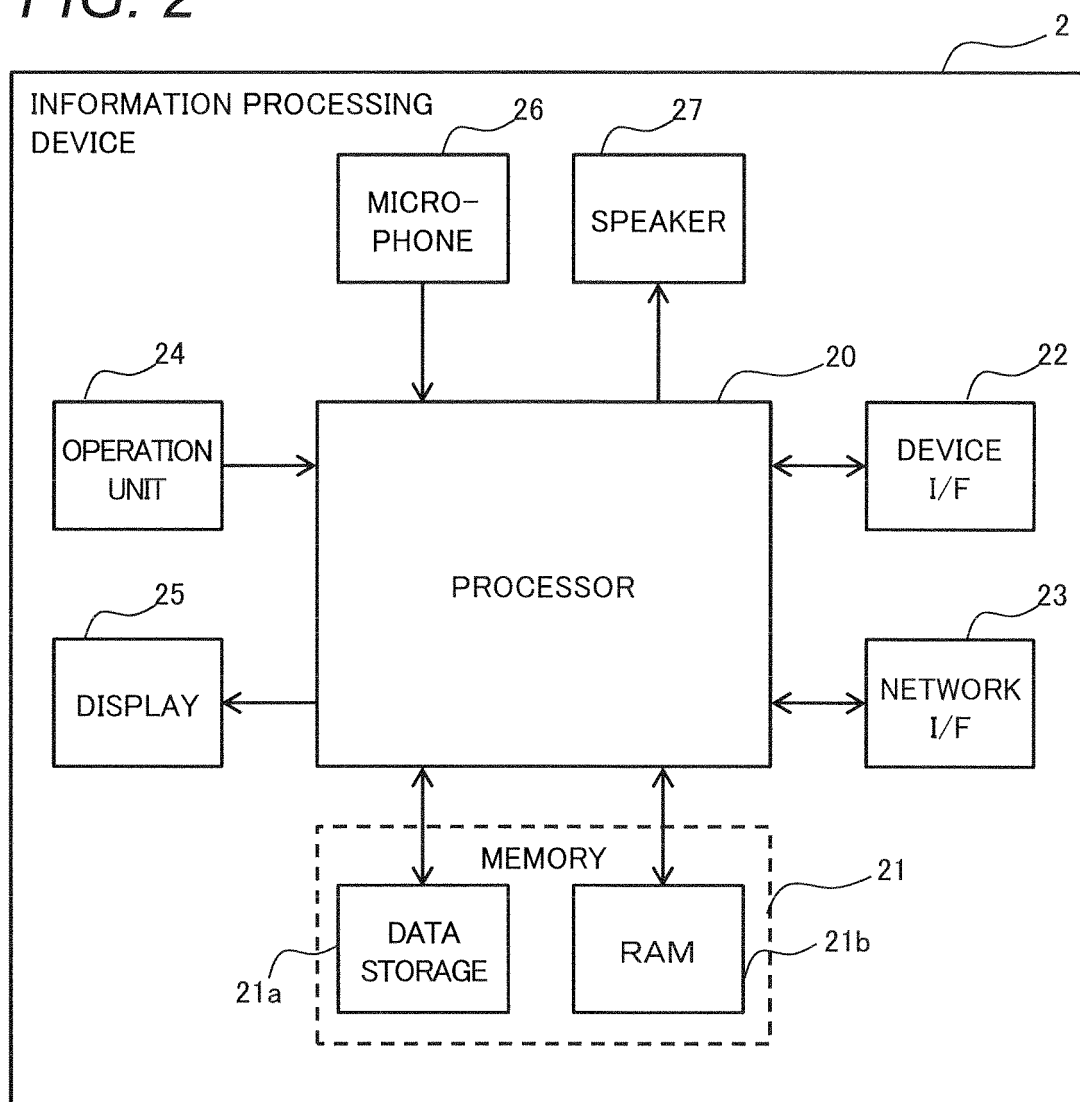 FIG. 2
2
INFORMATION PROCESSING
DEVICE
26
27
MICRO-
PHONE
SPEAKER
24
20
22
OPERATION
UNIT
DEVICE
I/F
PROCESSOR
25
23
DISPLAY
NETWORK
I/F
MEMORY
21
DATA
STORAGE
RAM
21a
21b